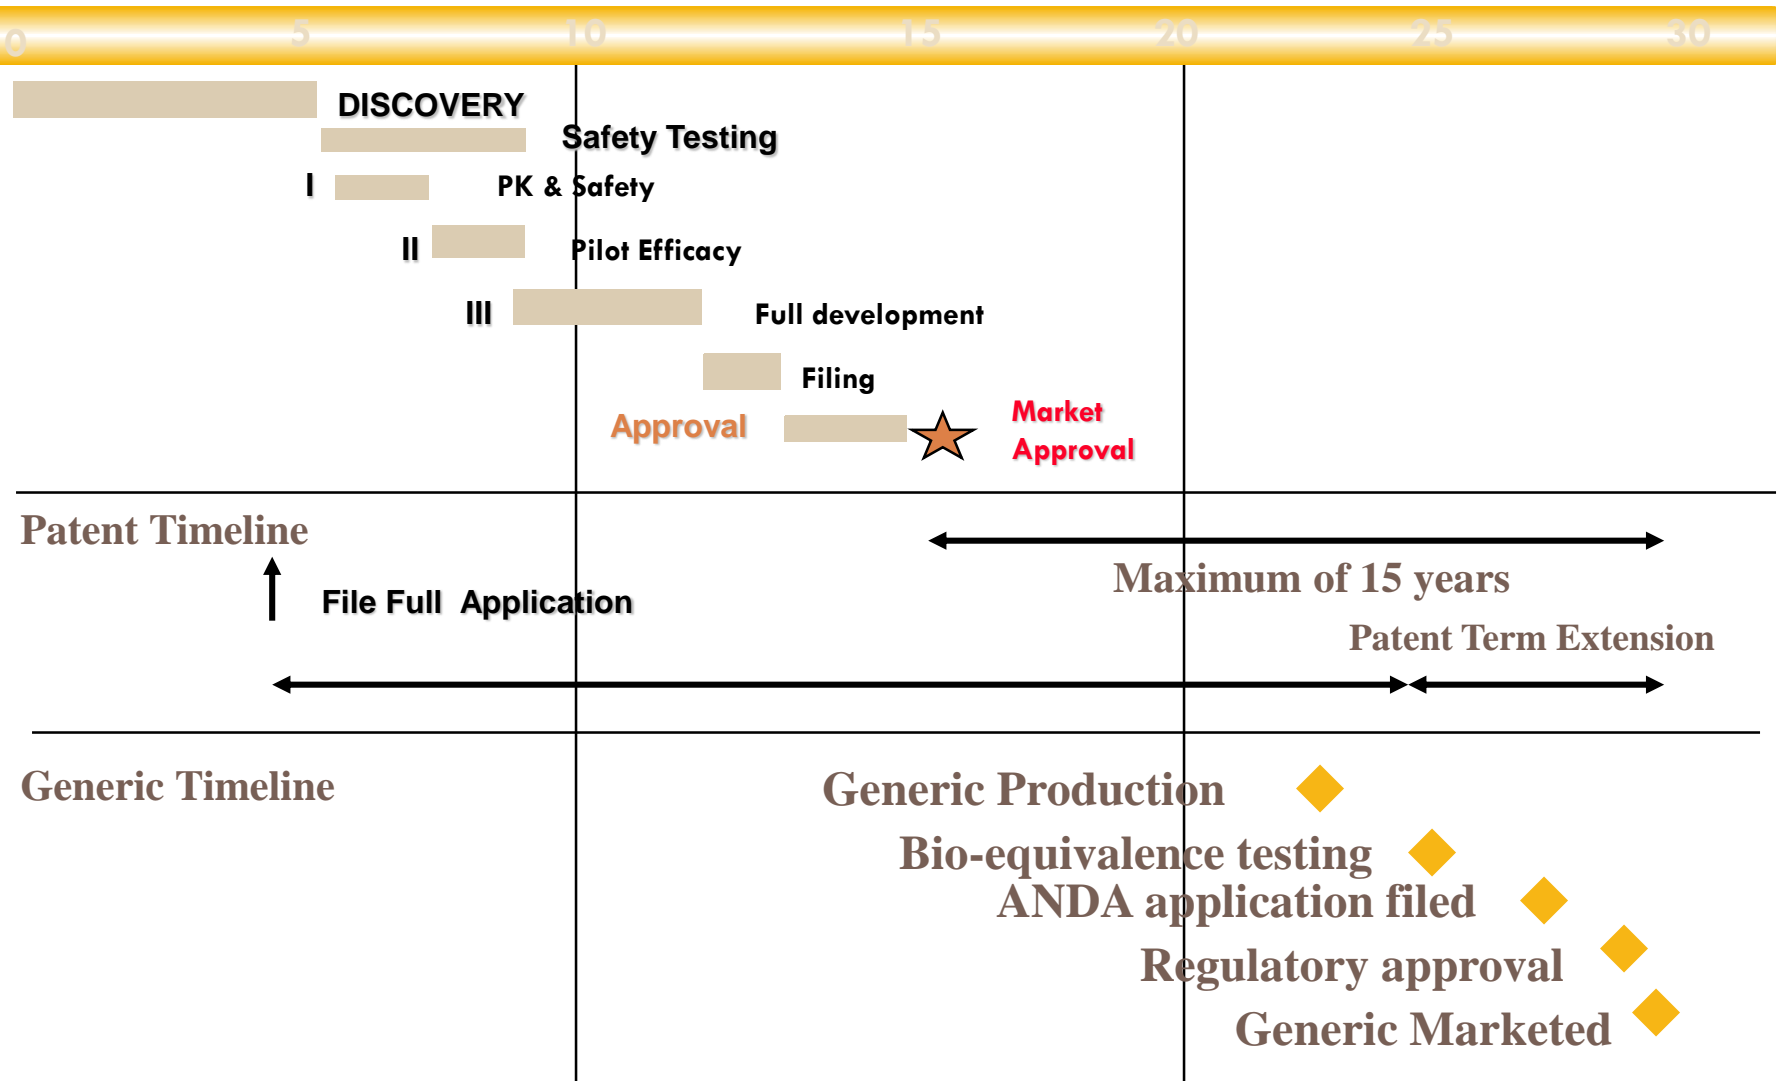 0 5 10 15 20 25 30
DISCOVERY
Safety Testing
I PK & Safety
II Pilot Efficacy
III Full development
Filing
Approval
Market
Approval
Patent Timeline
Maximum of 15 years
File Full Application
Patent Term Extension
Generic Timeline
Generic Production
Bio-equivalence testing
ANDA application filed
Regulatory approval
Generic Marketed